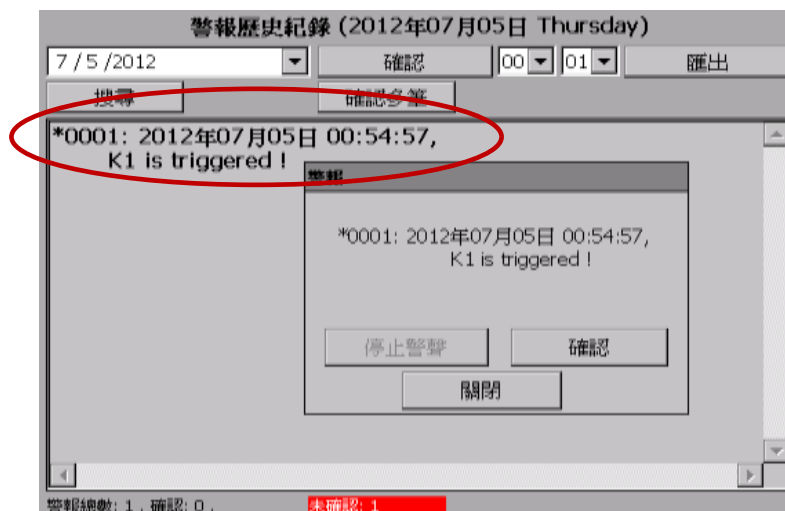 警報歷史紀錄 (2012年07月05日 Thursday)
7 / 5 /2012 確認 00 01 匯出
搜尋 確認多筆
*0001: 2012年07月05日 00:54:57,
K1 is triggered !
警報
*0001: 2012年07月05日 00:54:57,
K1 is triggered !
停止警聲 確認
關閉
警報總數: 1 , 確認: 0 , 未確認: 1